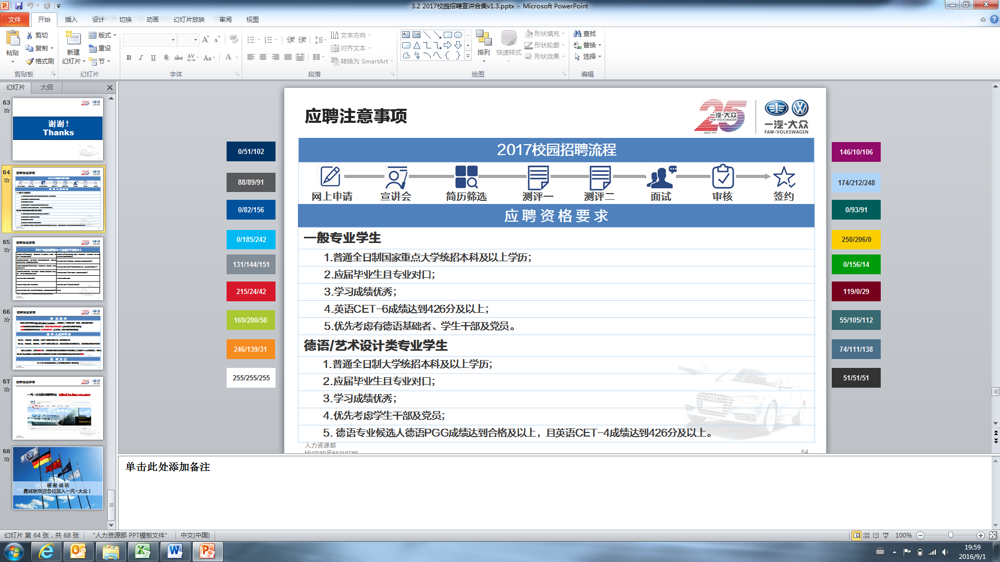 3.2 2017校园招聘宣讲合集v1.3.pptx - Microsoft PowerPoint
文件 开始 插入 设计 切换 动画 幻灯片放映 审阅 视图
粘贴 剪切 复制 格式刷 剪贴板
新建幻灯片 版式 重设 节 幻灯片
字体
文字方向 对齐文本 转换为 SmartArt 段落
排列 快速样式 形状填充 形状轮廓 形状效果 绘图
查找 替换 选择 编辑
幻灯片 大纲
63
谢谢！
Thanks
64
65
66
67
68
感谢倾听
真诚地欢迎各位加入一汽-大众！
0/51/102
88/89/91
0/82/156
0/185/242
131/144/151
215/24/42
169/200/50
246/139/31
255/255/255
应聘注意事项
25 一汽-大众 FAW-VOLKSWAGEN SINCE 1991
一汽-大众
FAW-VOLKSWAGEN
2017校园招聘流程
网上申请 宣讲会 简历筛选 测评一 测评二 面试 审核 签约
应聘资格要求
一般专业学生
1.普通全日制国家重点大学统招本科及以上学历；
2.应届毕业生且专业对口；
3.学习成绩优秀；
4.英语CET-6成绩达到426分及以上；
5.优先考虑有德语基础者、学生干部及党员。
德语/艺术设计类专业学生
1.普通全日制大学统招本科及以上学历；
2.应届毕业生且专业对口；
3.学习成绩优秀；
4.优先考虑学生干部及党员；
5. 德语专业候选人德语PGG成绩达到合格及以上，且英语CET-4成绩达到426分及以上。
人力资源部
Human Resources
64
146/10/106
174/212/248
0/93/91
250/206/0
0/156/14
119/0/29
55/105/112
74/111/138
51/51/51
单击此处添加备注
幻灯片 第 64 张，共 68 张 “人力资源部 PPT模板文件” 中文(中国) 100%
19:59
2016/9/1